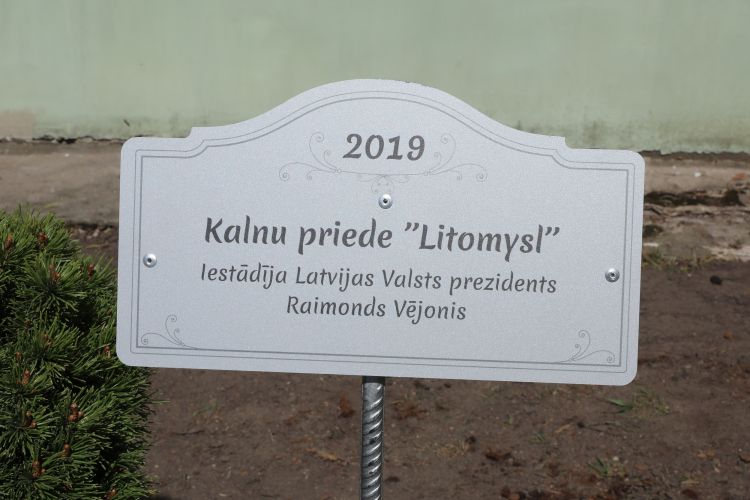 2019
Kalnu priede ”Litomysl”
Iestādīja Latvijas Valsts prezidents
Raimonds Vējonis